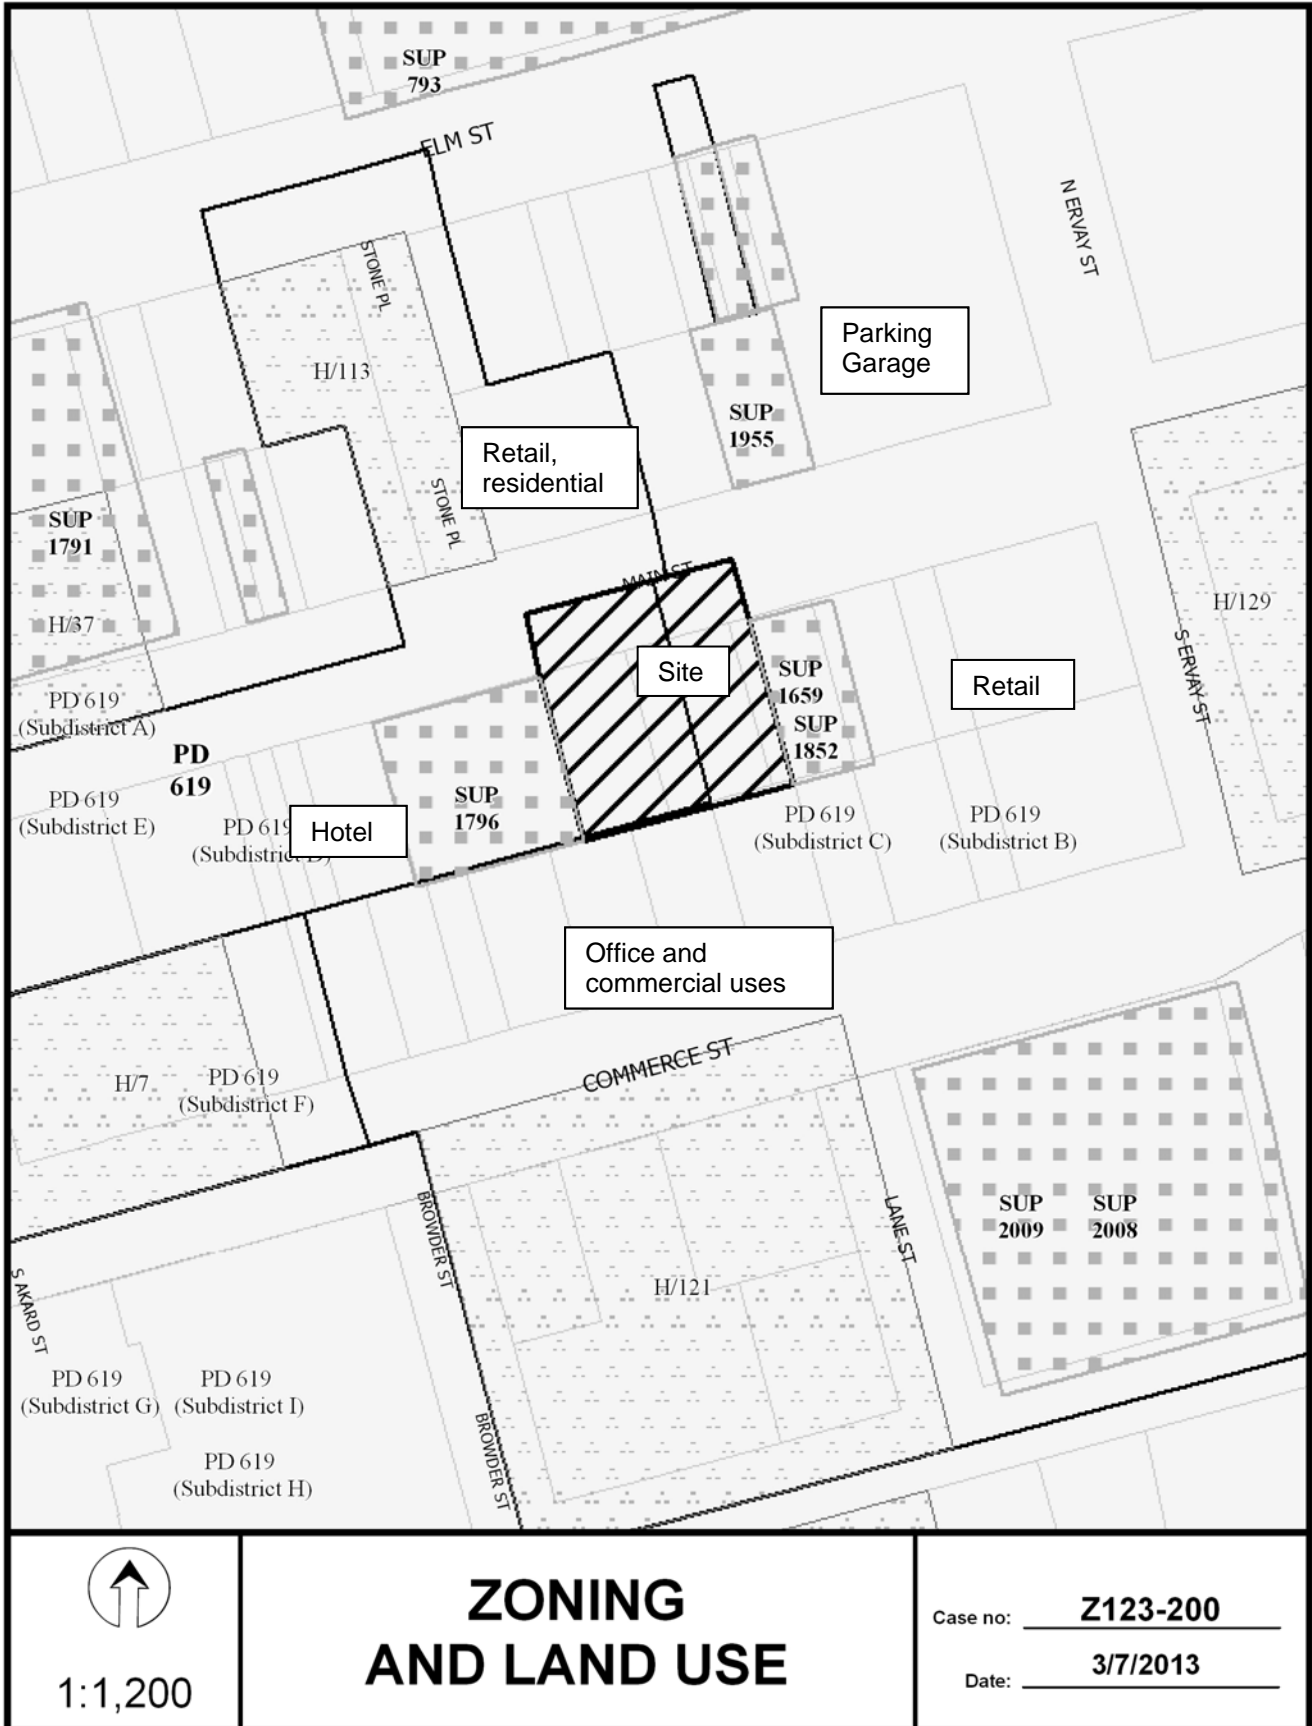 SUP
793
ELM ST
N ERVAY ST
STONE PL
Parking
Garage
H/113
SUP
1955
Retail,
residential
STONE PL
SUP
1791
MAIN ST
H/129
H/37
S ERVAY ST
Site
SUP
1659
Retail
PD 619
(Subdistrict A)
SUP
1852
PD
619
PD 619
(Subdistrict E)
SUP
1796
PD 619
(Subdistrict D)
Hotel
PD 619
(Subdistrict C)
PD 619
(Subdistrict B)
Office and
commercial uses
COMMERCE ST
H/7
PD 619
(Subdistrict F)
BROWDER ST
LANE ST
SUP
2009
SUP
2008
S AKARD ST
H/121
PD 619
(Subdistrict G)
PD 619
(Subdistrict I)
BROWDER ST
PD 619
(Subdistrict H)
1:1,200
ZONING
AND LAND USE
Case no: Z123-200
Date: 3/7/2013